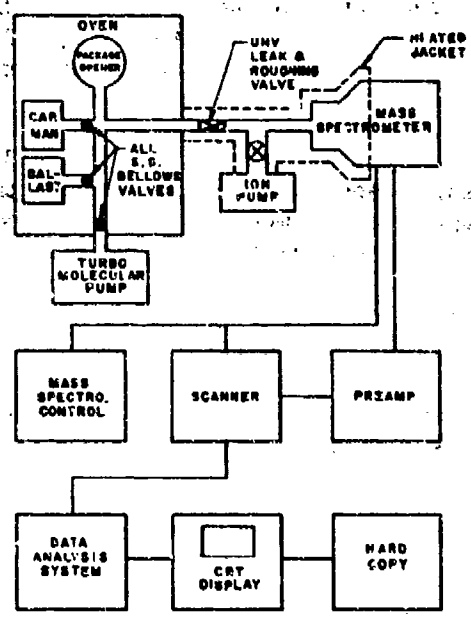 OVEN
PACKAGE
OPENER
UHV
LEAK &
ROUGHING
VALVE
HEATED
JACKET
CAR
MAN
MASS
SPECTROMETER
ALL
S.S.
BELLOWS
VALVES
BAL-
LAST
ION
PUMP
TURBO
MOLECULAR
PUMP
MASS
SPECTRO.
CONTROL
SCANNER
PREAMP
DATA
ANALYSIS
SYSTEM
CRT
DISPLAY
HARD
COPY